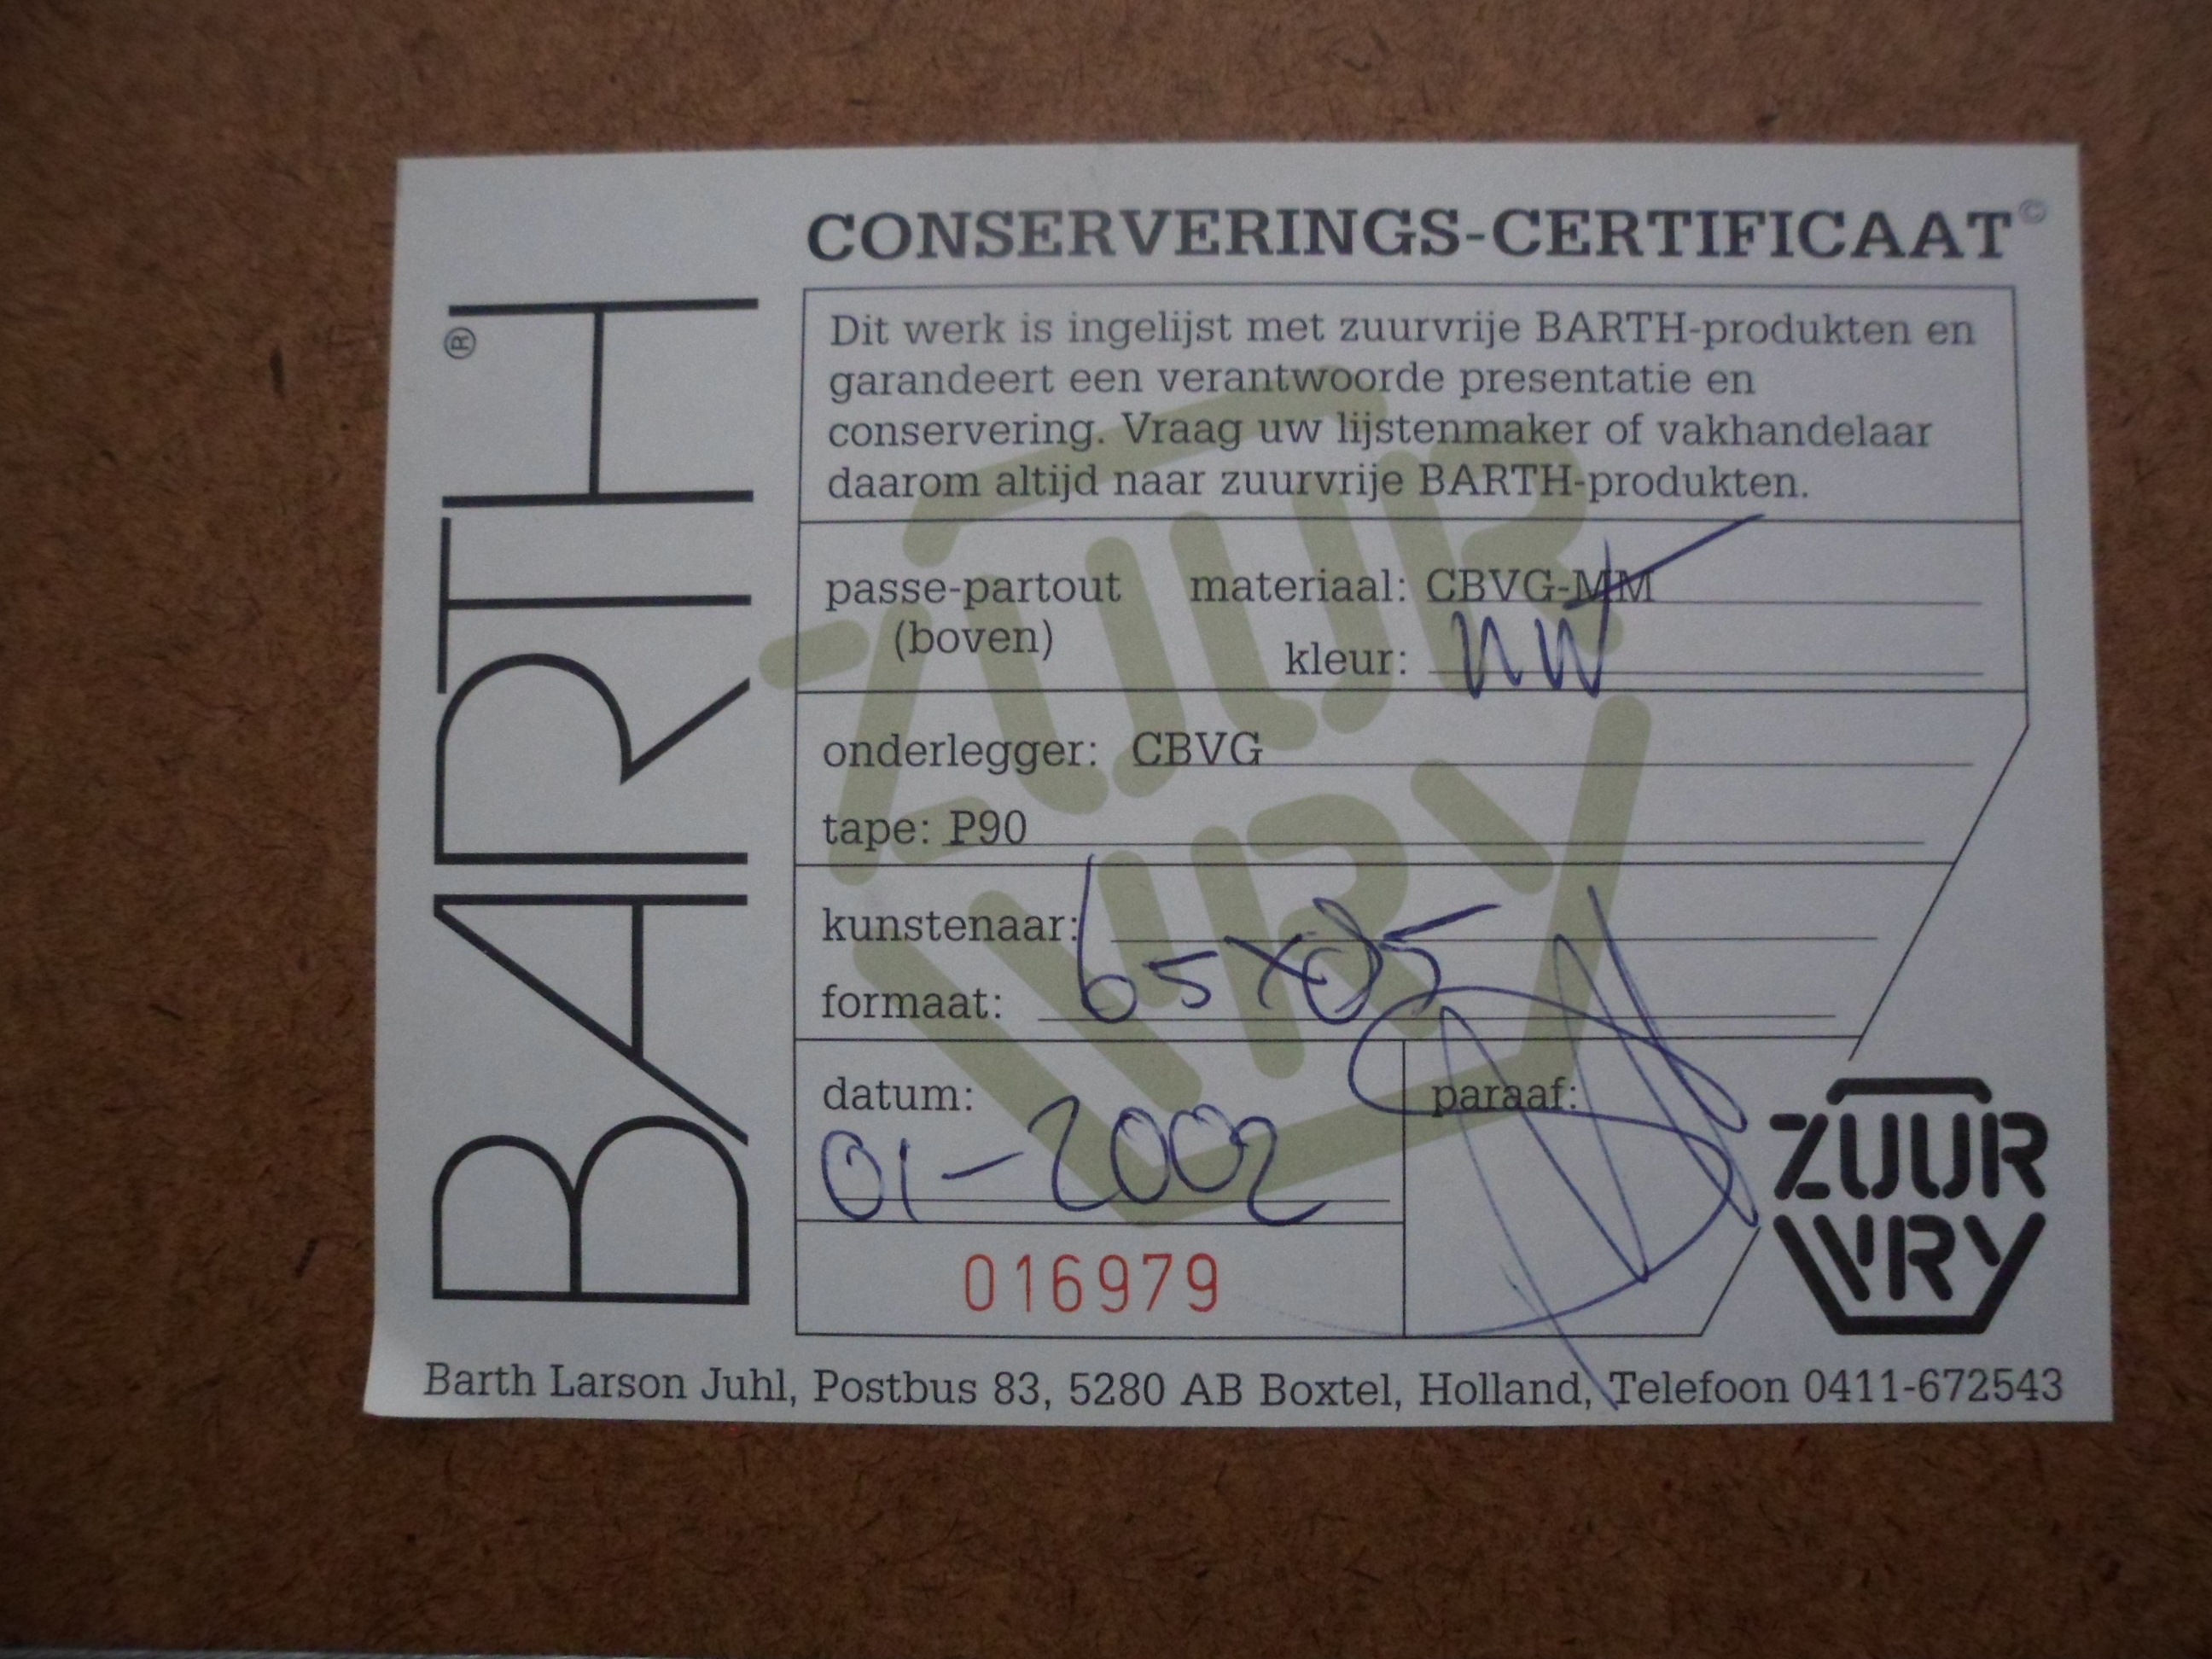 BARTH®
CONSERVERINGS-CERTIFICAAT©
Dit werk is ingelijst met zuurvrije BARTH-produkten en
garandeert een verantwoorde presentatie en
conservering. Vraag uw lijstenmaker of vakhandelaar
daarom altijd naar zuurvrije BARTH-produkten.
passe-partout materiaal: CBVG-MM
(boven) kleur:
onderlegger: CBVG
tape: P90
kunstenaar:
formaat: 65x85
datum: paraaf:
01-2002
016979
ZUUR
VRY
ZUUR
VRY
Barth Larson Juhl, Postbus 83, 5280 AB Boxtel, Holland, Telefoon 0411-672543